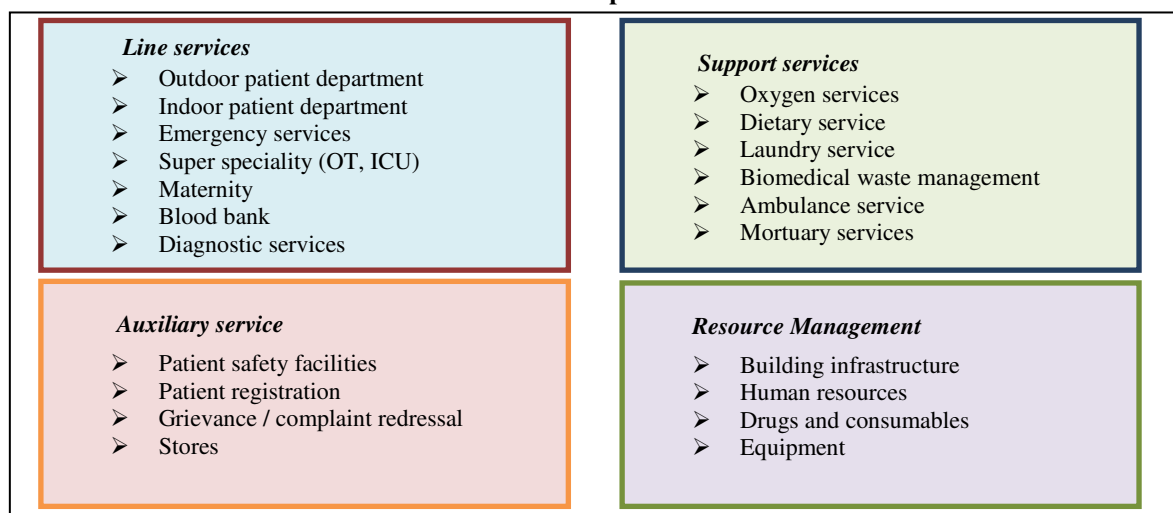 Line services
➢ Outdoor patient department
➢ Indoor patient department
➢ Emergency services
➢ Super speciality (OT, ICU)
➢ Maternity
➢ Blood bank
➢ Diagnostic services
Support services
➢ Oxygen services
➢ Dietary service
➢ Laundry service
➢ Biomedical waste management
➢ Ambulance service
➢ Mortuary services
Auxiliary service
➢ Patient safety facilities
➢ Patient registration
➢ Grievance / complaint redressal
➢ Stores
Resource Management
➢ Building infrastructure
➢ Human resources
➢ Drugs and consumables
➢ Equipment